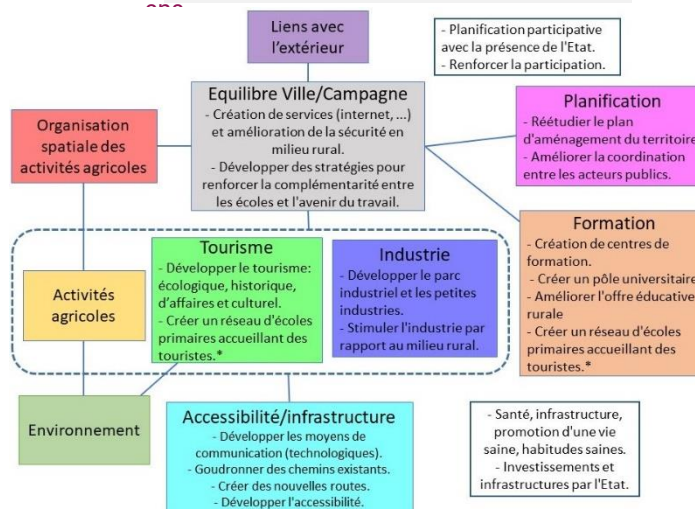 Liens avec
l'extérieur
- Planification participative
avec la présence de l'Etat.
- Renforcer la participation.
Equilibre Ville/Campagne
- Création de services (internet, ...)
et amélioration de la sécurité en
milieu rural.
- Développer des stratégies pour
renforcer la complémentarité entre
les écoles et l'avenir du travail.
Organisation
spatiale des
activités agricoles
Planification
- Réétudier le plan
d'aménagement du territoire
- Améliorer la coordination
entre les acteurs publics.
Formation
- Création de centres de
formation.
- Créer un pôle universitaire
- Améliorer l'offre éducative
rurale
- Créer un réseau d'écoles
primaires accueillant des
touristes.*
Tourisme
- Développer le tourisme:
écologique, historique,
d'affaires et culturel.
- Créer un réseau d'écoles
primaires accueillant des
touristes.*
Industrie
- Développer le parc
industriel et les petites
industries.
- Stimuler l'industrie par
rapport au milieu rural.
Activités
agricoles
Environnement
Accessibilité/infrastructure
- Développer les moyens de
communication (technologiques).
- Goudronner des chemins existants.
- Créer des nouvelles routes.
- Développer l'accessibilité.
- Santé, infrastructure,
promotion d'une vie
saine, habitudes saines.
- Investissements et
infrastructures par l'Etat.